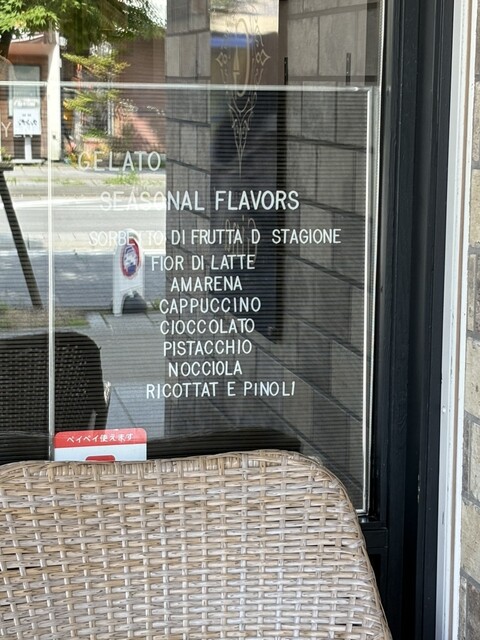 GELATO
SEASONAL FLAVORS
SORBETTO DI FRUTTA D STAGIONE
FIOR DI LATTE
AMARENA
CAPPUCCINO
CIOCCOLATO
PISTACCHIO
NOCCIOLA
RICOTTAT E PINOLI
ペイペイ使えます